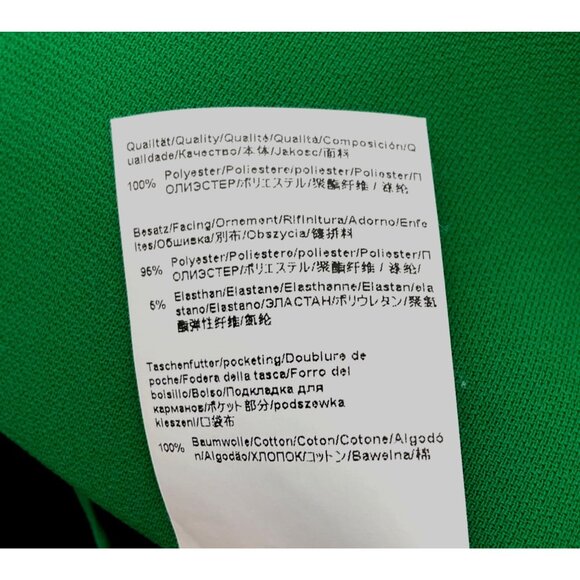 Qualität/Quality/Qualité/Qualità/Composición/Q
ualidade/Качество/本体/Jakosc/面料
100% Polyester/Poliestere/poliester/Polyester/П
ОЛИЭСТЕР/ポリエステル/聚酯纤维 / 涤纶
Besatz/Facing/Ornement/Rifinitura/Adorno/Enfe
ites/Обшивка/別布/Obszycia/镶拼料
95% Polyester/Poliestere/poliester/Polyester/П
ОЛИЭСТЕР/ポリエステル/聚酯纤维 / 涤纶/
5% Elasthan/Elastane/Elasthanne/Elastan/ela
stano/Elastano/ЭЛАСТАН/ポリウレタン/聚氨
酯弹性纤维/氨纶
Taschenfutter/pocketing/Doublure de
poche/Fodera della tasca/Forro del
bolsillo/Bolso/Подкладка для
карманов/ポケット部分/podszewka
kieszeni/口袋布
100% Baumwolle/Cotton/Coton/Cotone/Algodó
n/Algodão/ХЛОПОК/コットン/Bawelna/棉